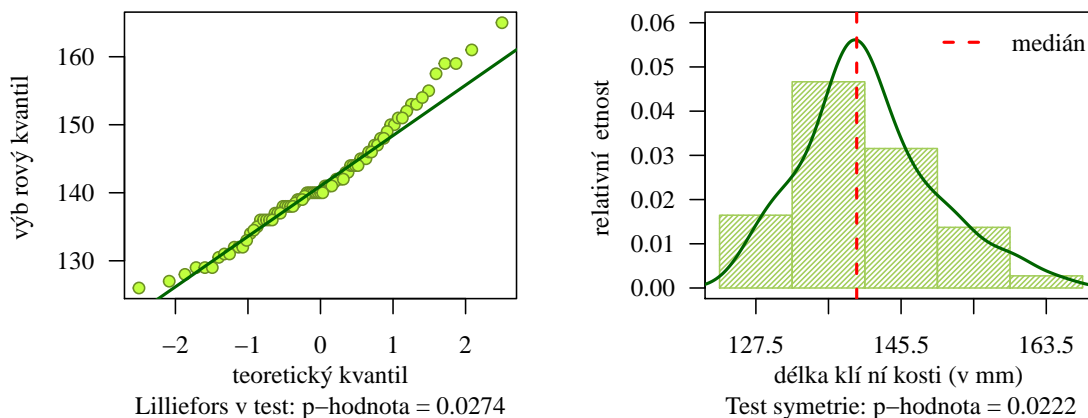 výb rový kvantil
160
150
140
130
−2 −1 0 1 2
teoretický kvantil
Lilliefors v test: p−hodnota = 0.0274
relativní etnost
0.06
0.05
0.04
0.03
0.02
0.01
0.00
medián
127.5 145.5 163.5
délka klí ní kosti (v mm)
Test symetrie: p−hodnota = 0.0222